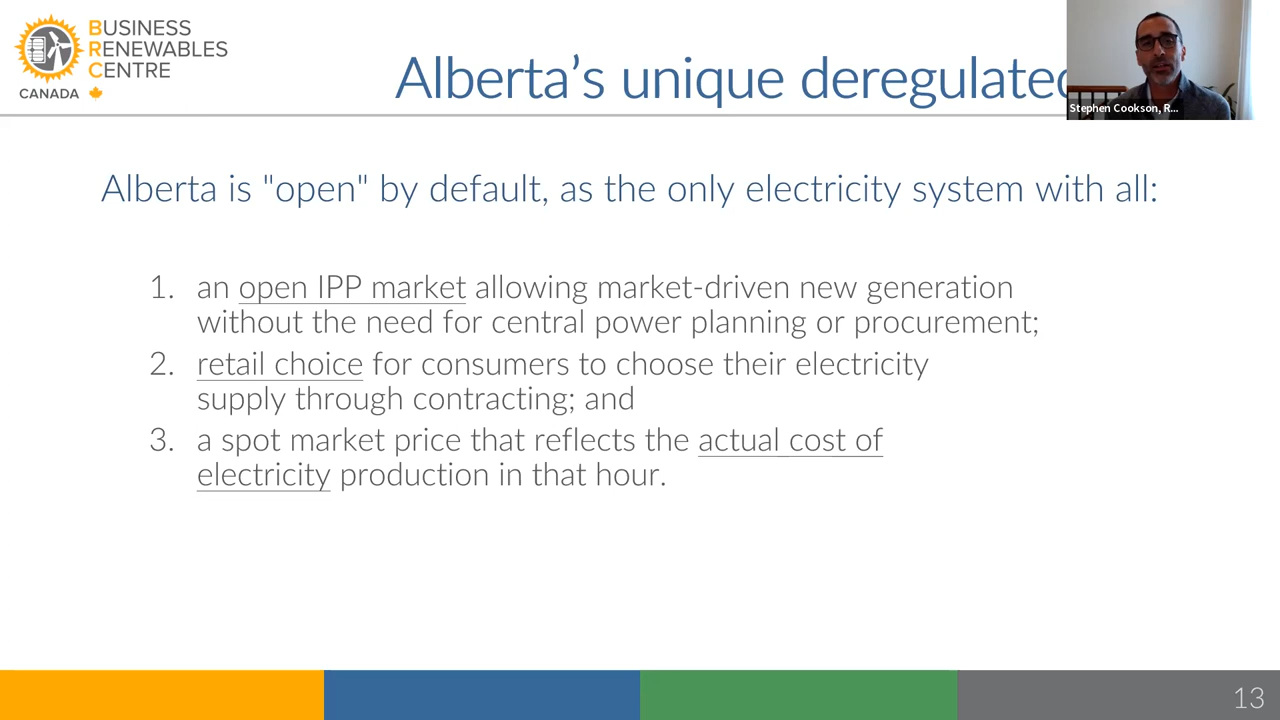 BUSINESS
RENEWABLES
CENTRE
CANADA
Alberta's unique deregulated
Stephen Cookson, R...
Alberta is "open" by default, as the only electricity system with all:
1. an open IPP market allowing market-driven new generation
without the need for central power planning or procurement;
2. retail choice for consumers to choose their electricity
supply through contracting; and
3. a spot market price that reflects the actual cost of
electricity production in that hour.
13